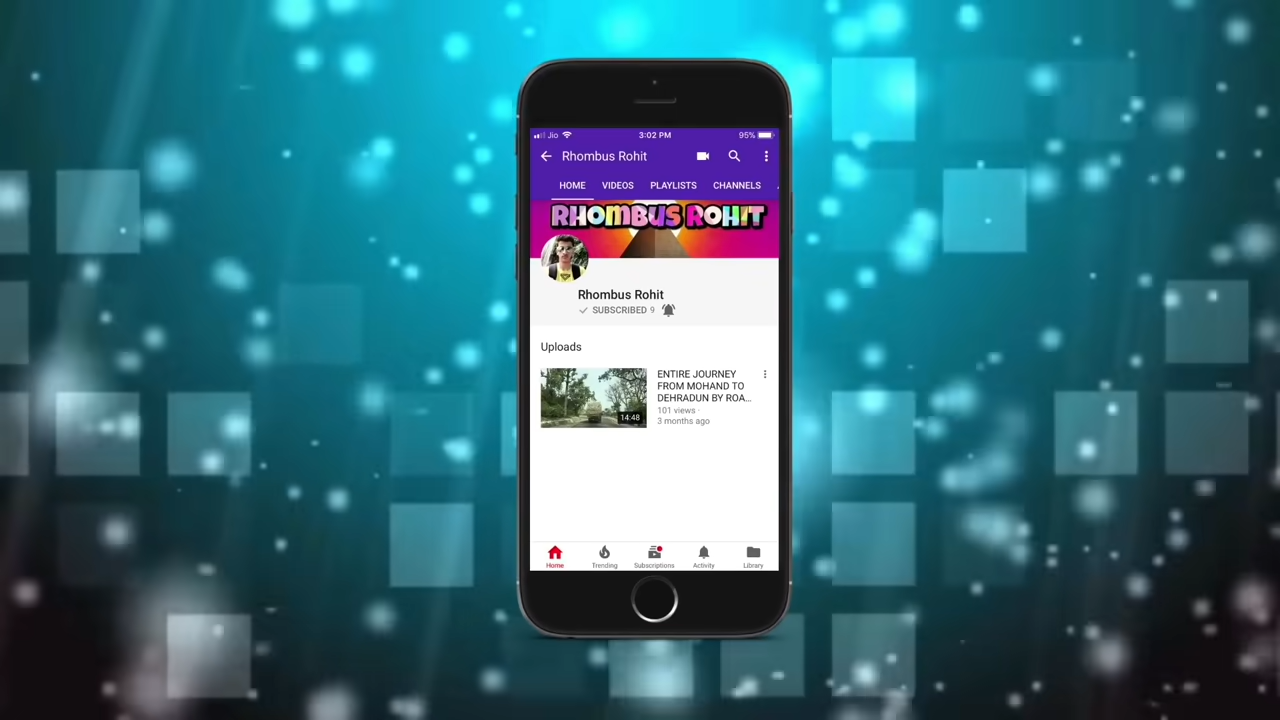 Jio 3:02 PM 95%
Rhombus Rohit
HOME VIDEOS PLAYLISTS CHANNELS
RHOMBUS ROHIT
Rhombus Rohit
SUBSCRIBED 9
Uploads
ENTIRE JOURNEY
FROM MOHAND TO
DEHRADUN BY ROA...
101 views ·
3 months ago
14:48
Home Trending Subscriptions Activity Library